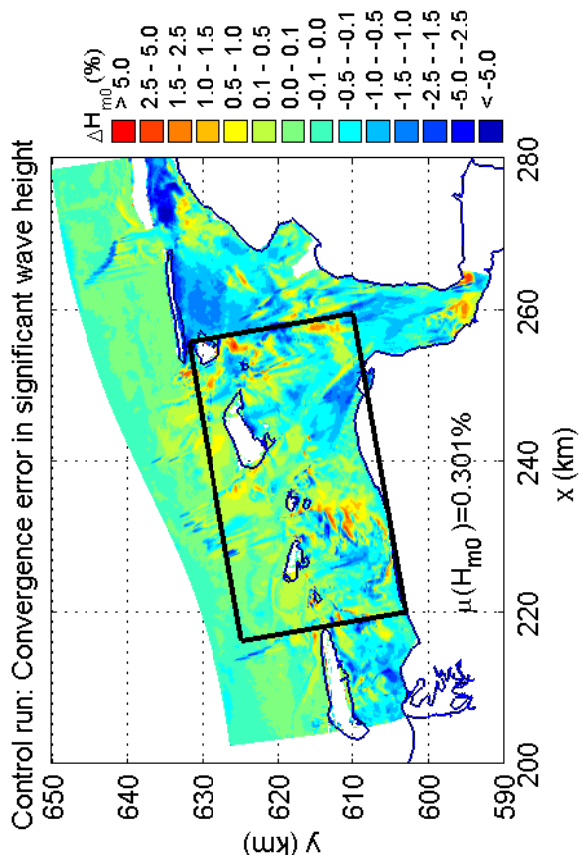 Control run: Convergence error in significant wave height
ΔHm0(%)
> 5.0
2.5 - 5.0
1.5 - 2.5
1.0 - 1.5
0.5 - 1.0
0.1 - 0.5
0.0 - 0.1
-0.1 - 0.0
-0.5 - -0.1
-1.0 - -0.5
-1.5 - -1.0
-2.5 - -1.5
-5.0 - -2.5
< -5.0
650
640
630
620
610
600
590
y (km)
μ(Hm0)=0.301%
200
220
240
260
280
x (km)